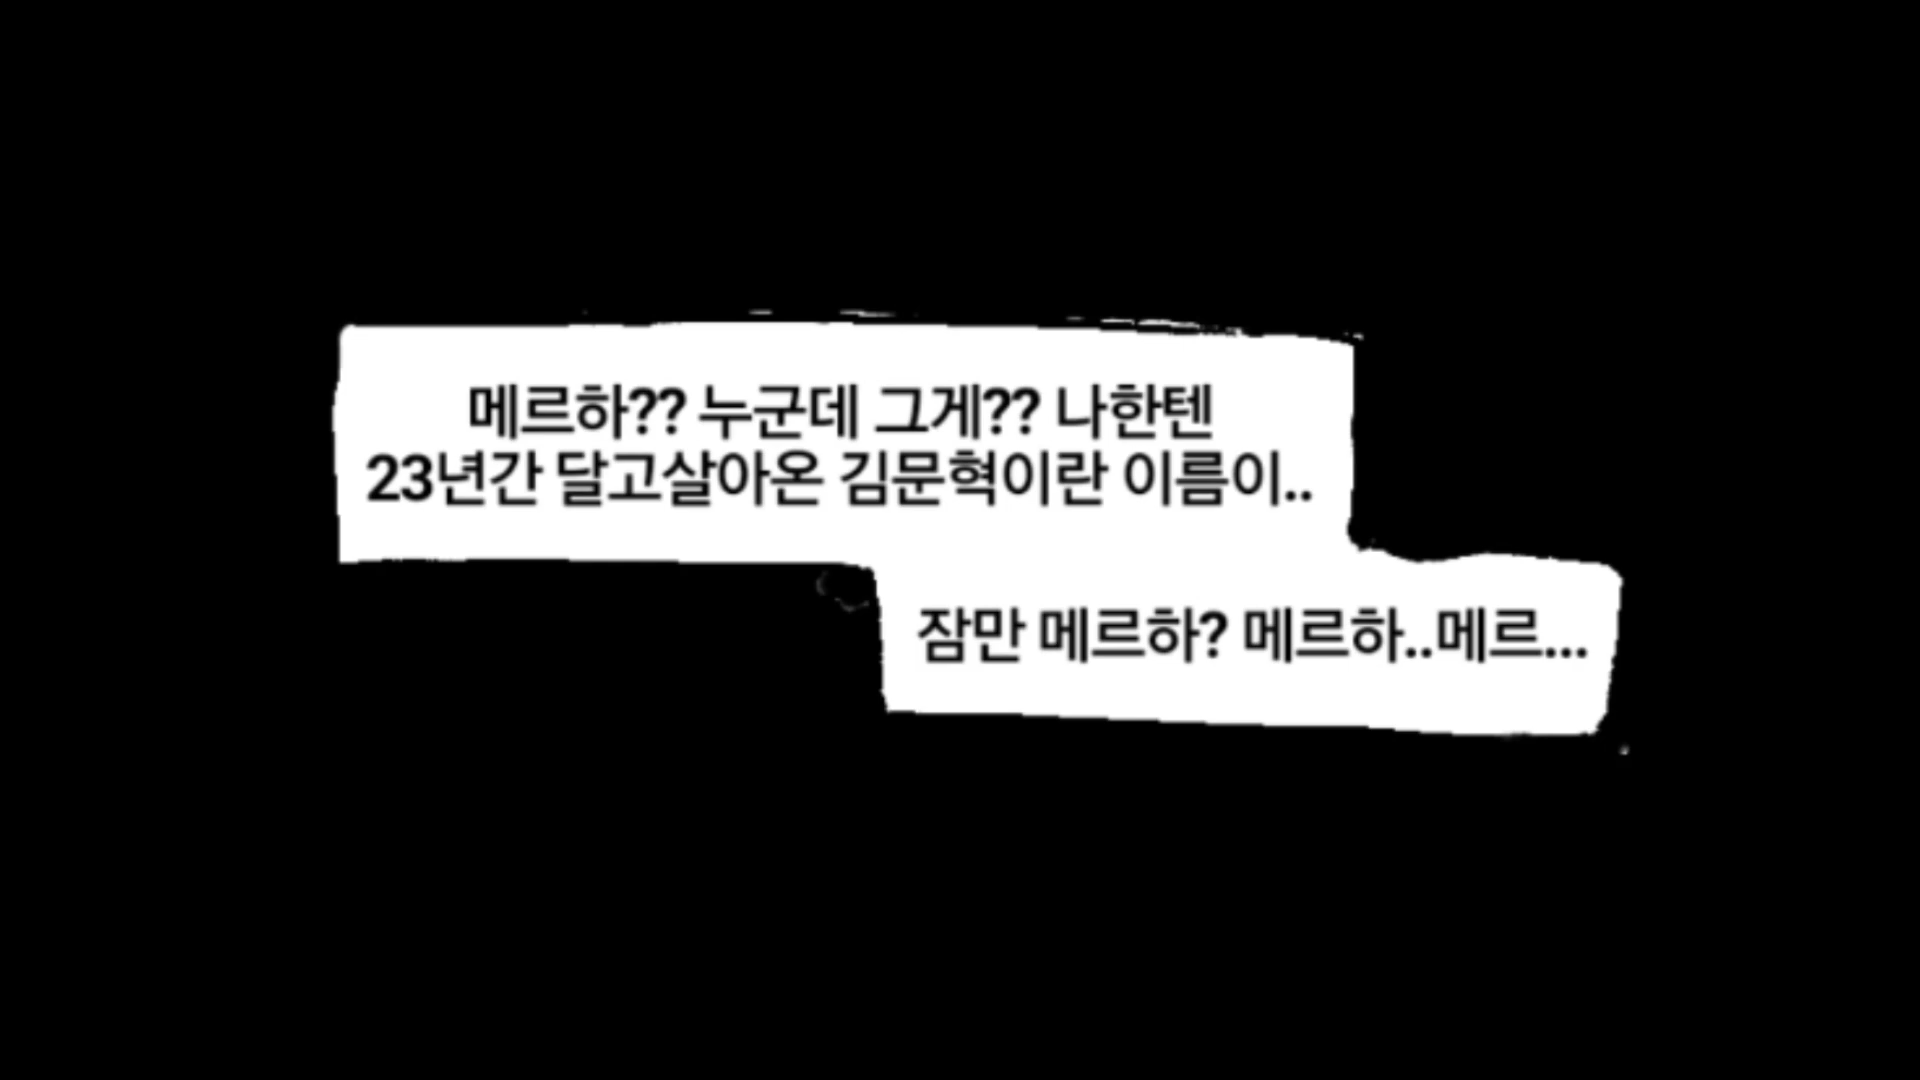 메르하?? 누군데 그게?? 나한텐
23년간 달고살아온 김문혁이란 이름이..
잠만 메르하? 메르하..메르...